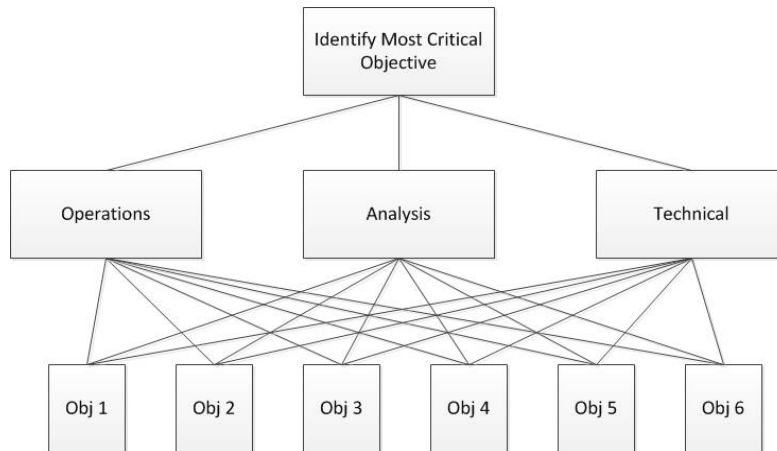 Identify Most Critical
Objective
Operations
Analysis
Technical
Obj 1
Obj 2
Obj 3
Obj 4
Obj 5
Obj 6